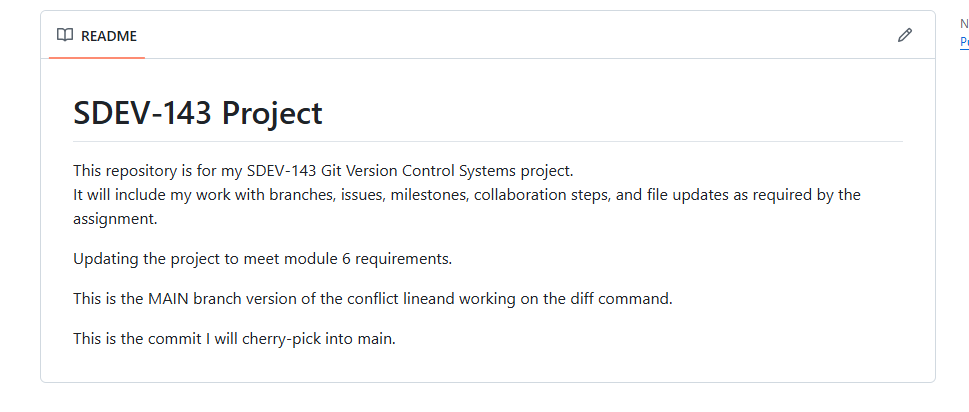 README
SDEV-143 Project
This repository is for my SDEV-143 Git Version Control Systems project.
It will include my work with branches, issues, milestones, collaboration steps, and file updates as required by the
assignment.
Updating the project to meet module 6 requirements.
This is the MAIN branch version of the conflict lineand working on the diff command.
This is the commit I will cherry-pick into main.